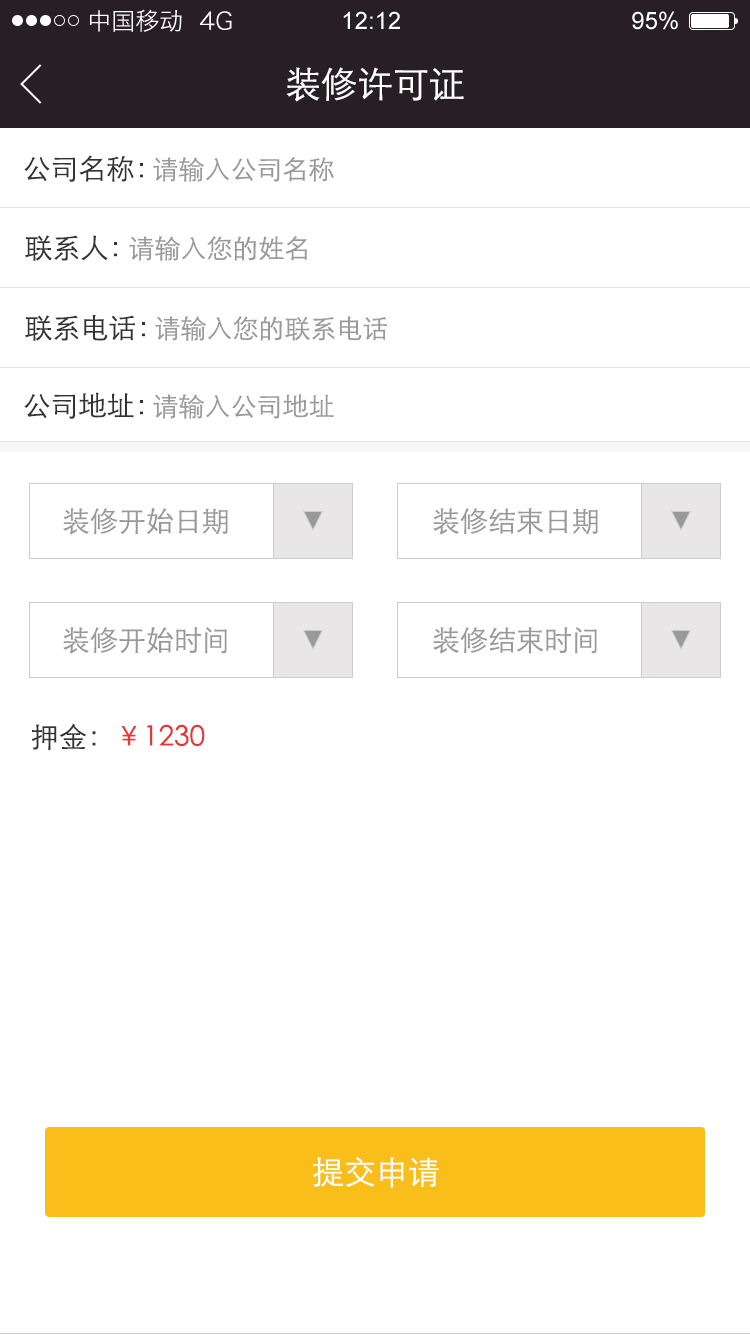 中国移动 4G 12:12 95%
装修许可证
公司名称: 请输入公司名称
联系人: 请输入您的姓名
联系电话: 请输入您的联系电话
公司地址: 请输入公司地址
装修开始日期 ▼ 装修结束日期 ▼
装修开始时间 ▼ 装修结束时间 ▼
押金: ¥1230
提交申请